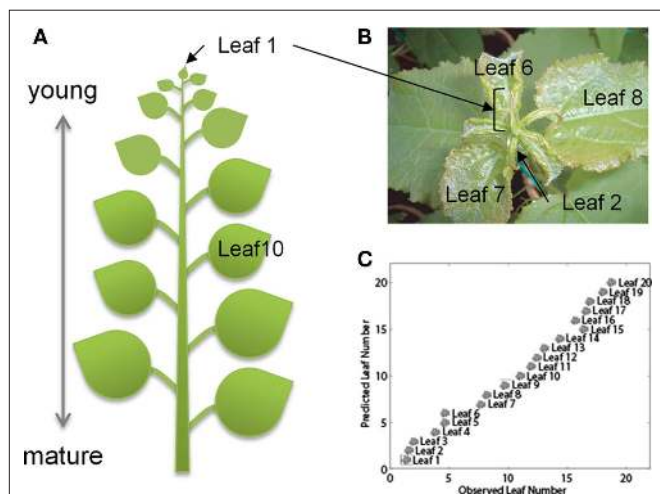 A
Leaf 1
young
Leaf10
mature
B
Leaf 6
Leaf 8
Leaf 7
Leaf 2
C
Predicted Leaf Number
20
15
10
5
0
Leaf 20
Leaf 19
Leaf 18
Leaf 17
Leaf 16
Leaf 15
Leaf 14
Leaf 13
Leaf 12
Leaf 11
Leaf 10
Leaf 9
Leaf 8
Leaf 7
Leaf 6
Leaf 5
Leaf 4
Leaf 3
Leaf 2
Leaf 1
0 5 10 15 20
Observed Leaf Number